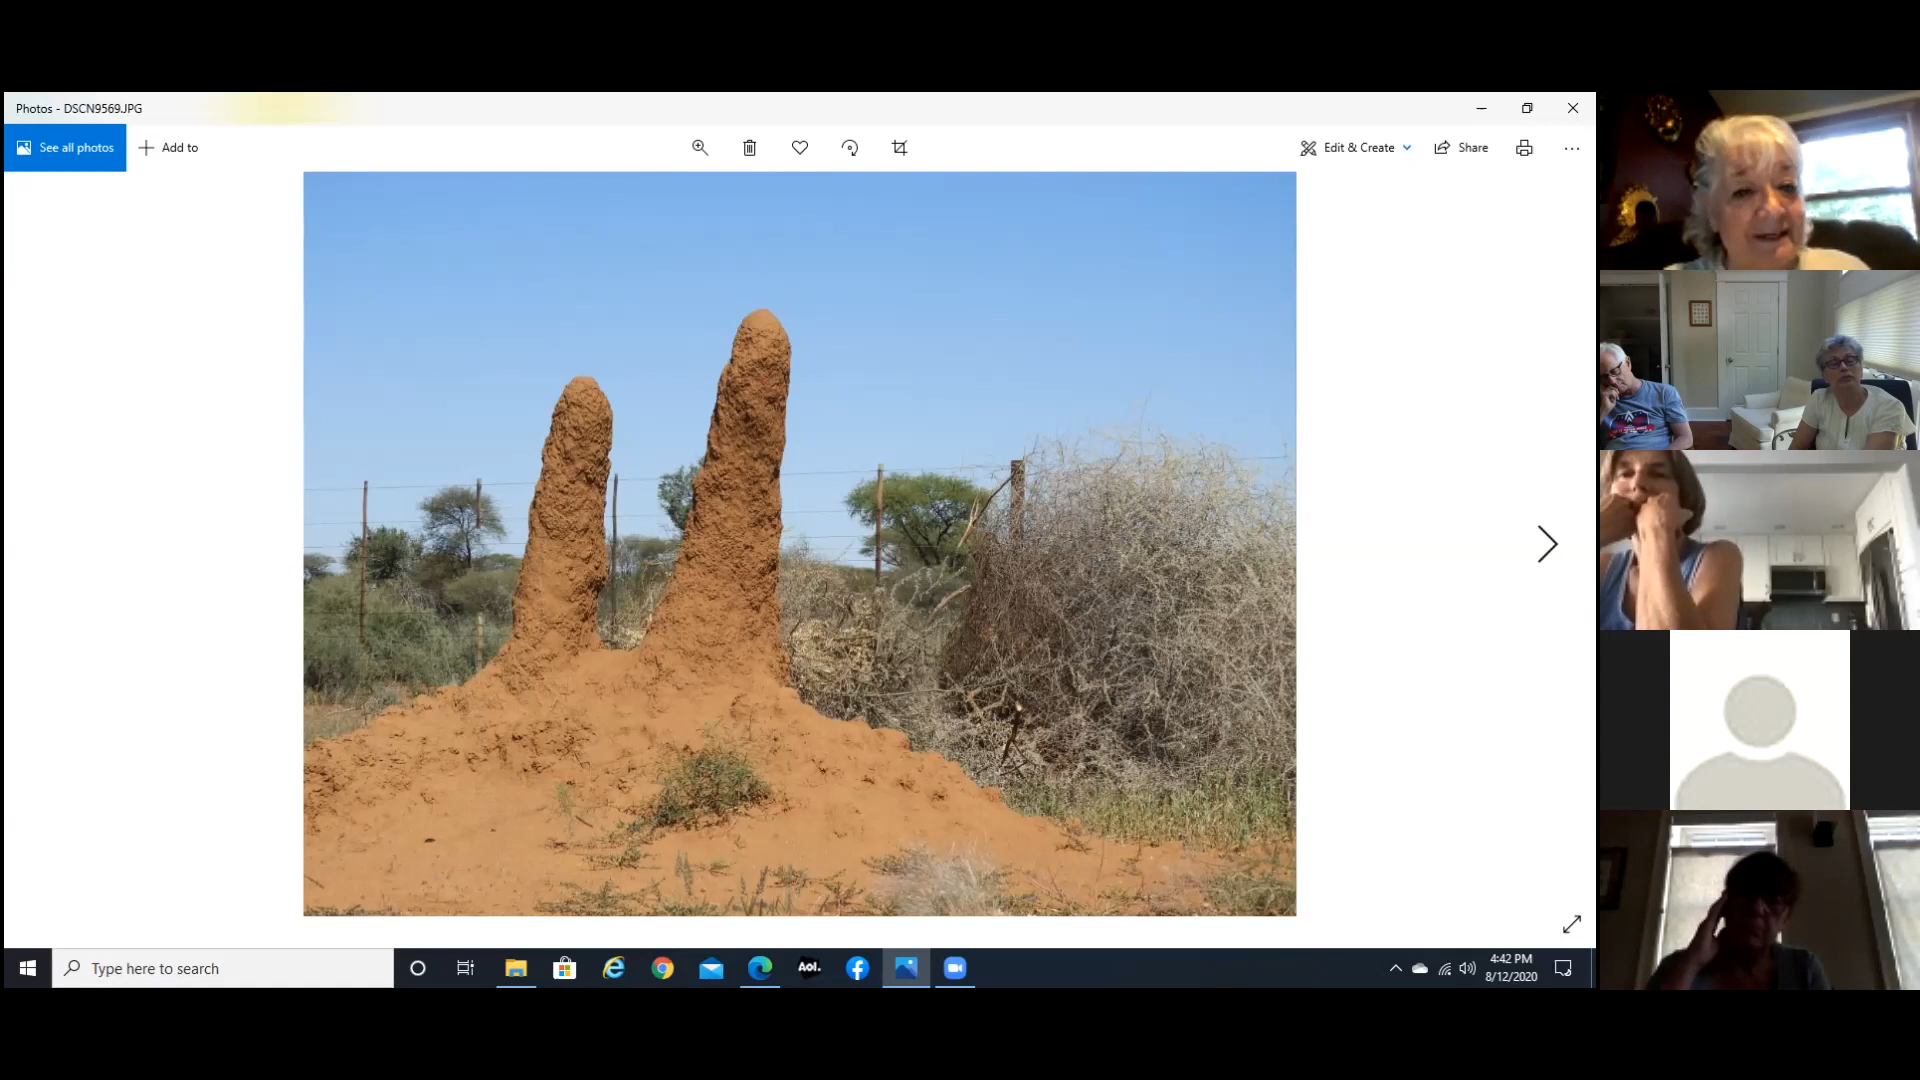 Photos - DSCN9569.JPG
See all photos
Add to
Edit & Create
Share
Type here to search
Aol.
4:42 PM
8/12/2020